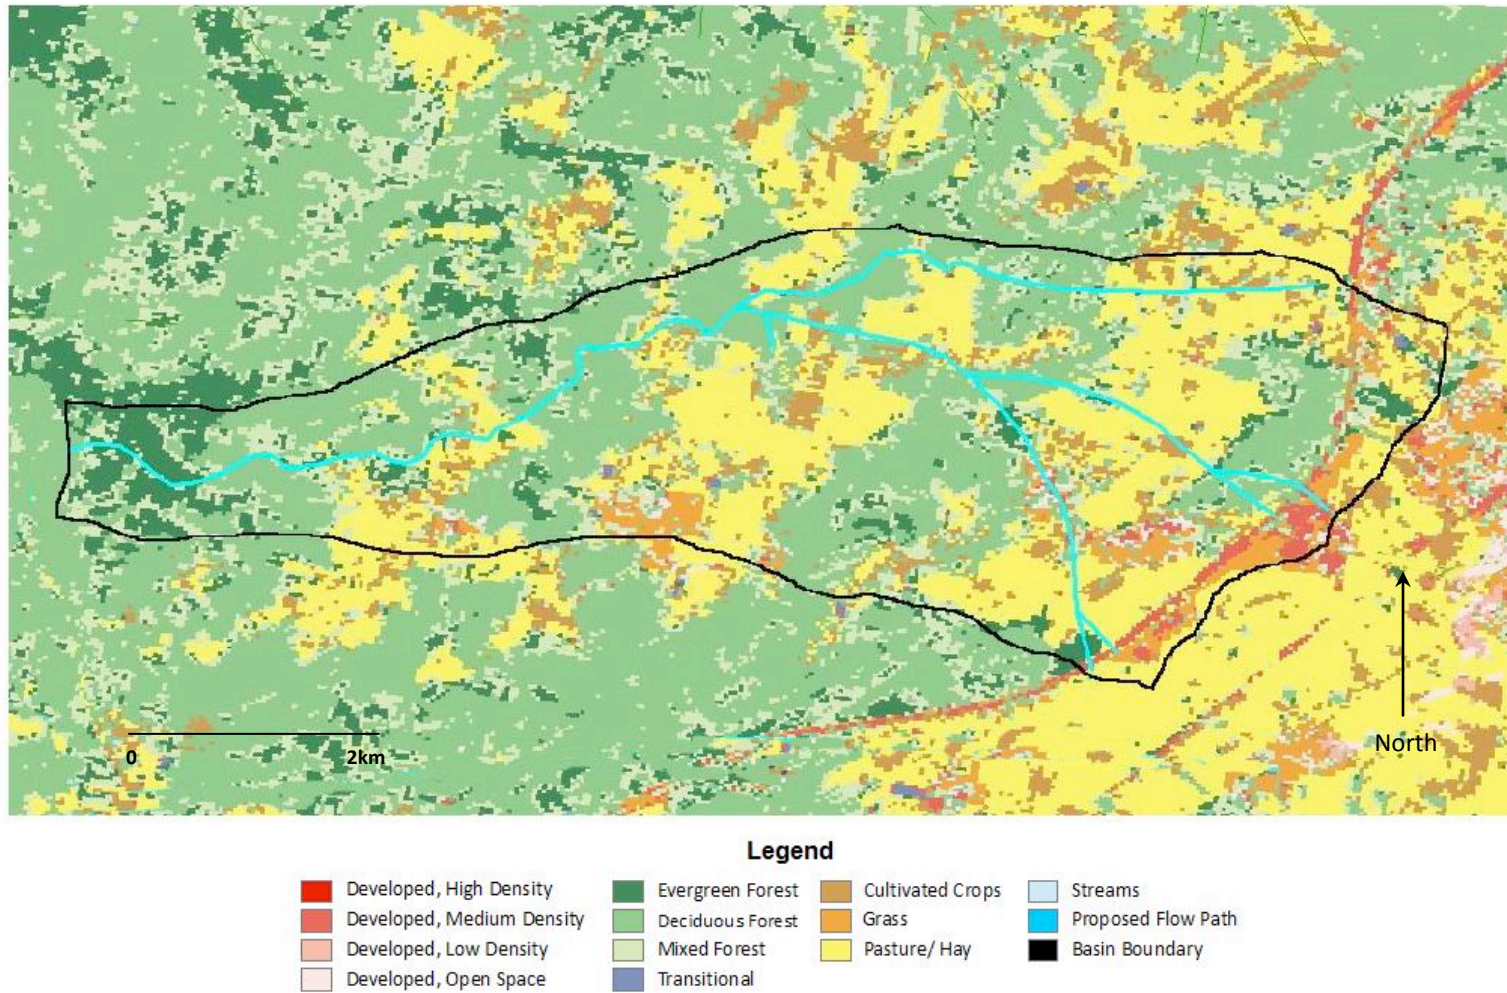 0
2km
North
Legend
Developed, High Density
Evergreen Forest
Cultivated Crops
Streams
Developed, Medium Density
Deciduous Forest
Grass
Proposed Flow Path
Developed, Low Density
Mixed Forest
Pasture/ Hay
Basin Boundary
Developed, Open Space
Transitional